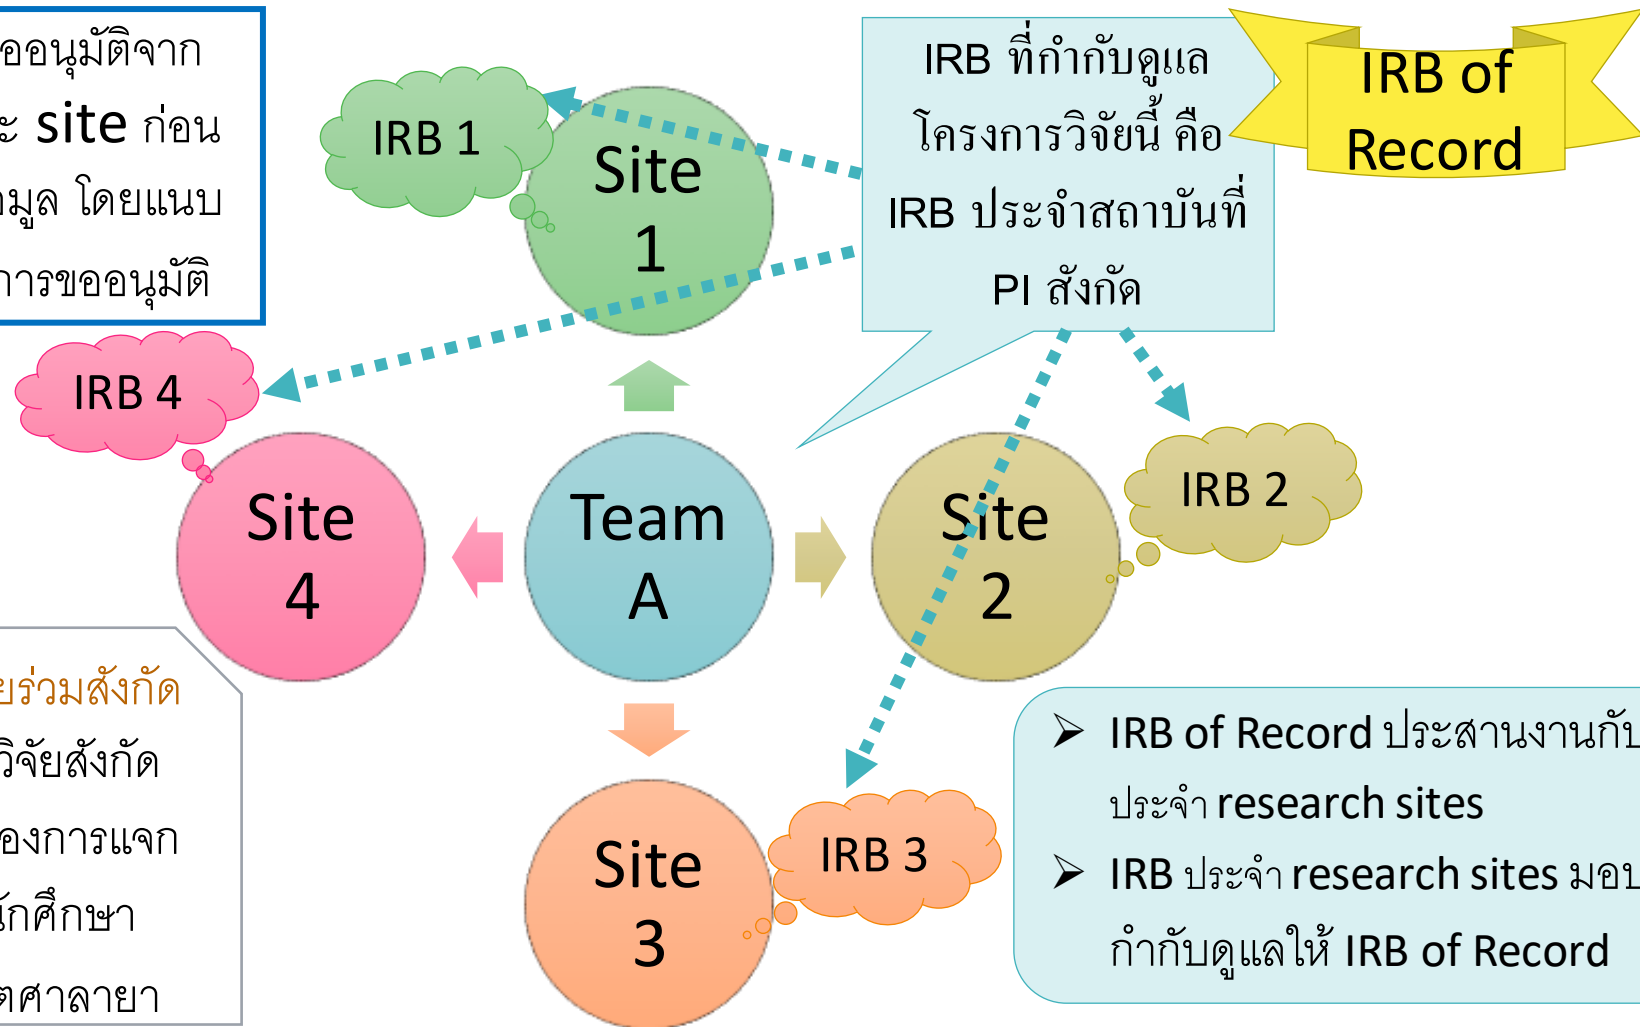 ขออนุมัติจาก
ะ site ก่อน
มูล โดยแนบ
การขออนุมัติ
IRB 1
Site
1
IRB ที่กำกับดูแล
โครงการวิจัยนี้ คือ
IRB ประจำสถาบันที่
PI สังกัด
IRB of
Record
IRB 4
Site
4
Team
A
Site
2
IRB 2
ร่วมสังกัด
วิจัยสังกัด
องการแจก
นักศึกษา
ศาลายา
Site
3
IRB 3
➢ IRB of Record ประสานงานกับ
ประจำ research sites
➢ IRB ประจำ research sites มอบ
กำกับดูแลให้ IRB of Record